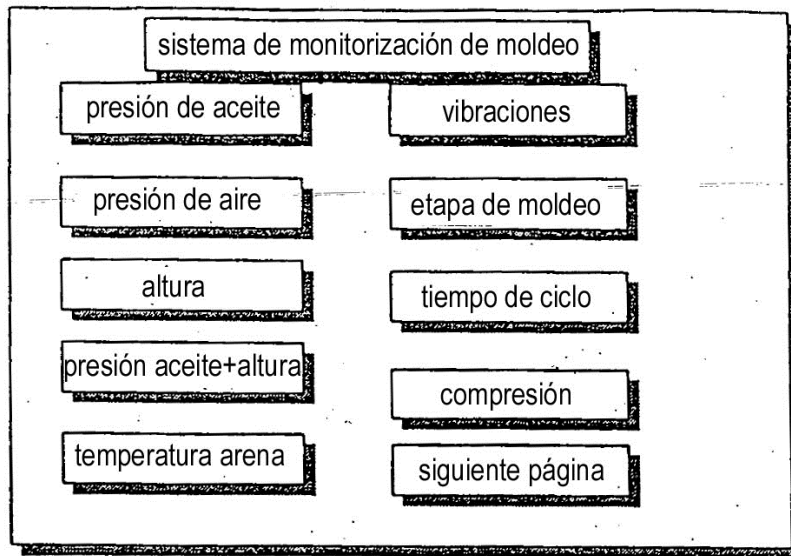 sistema de monitorización de moldeo
presión de aceite
vibraciones
presión de aire
etapa de moldeo
altura
tiempo de ciclo
presión aceite+altura
compresión
temperatura arena
siguiente página